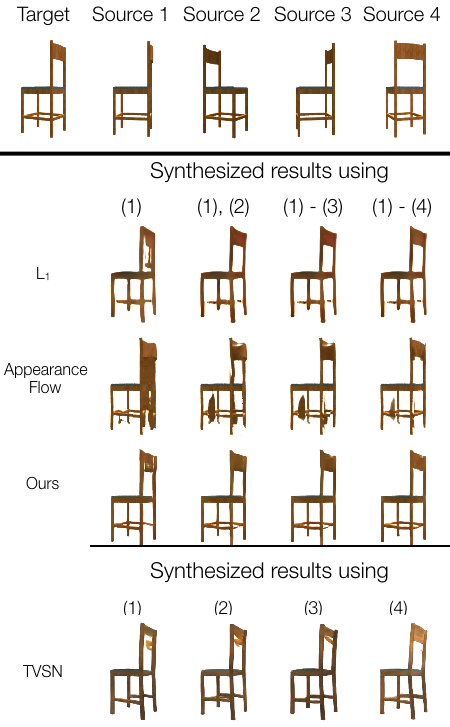 Target Source 1 Source 2 Source 3 Source 4
Synthesized results using
(1) (1), (2) (1) - (3) (1) - (4)
L₁
Appearance
Flow
Ours
Synthesized results using
(1) (2) (3) (4)
TVSN